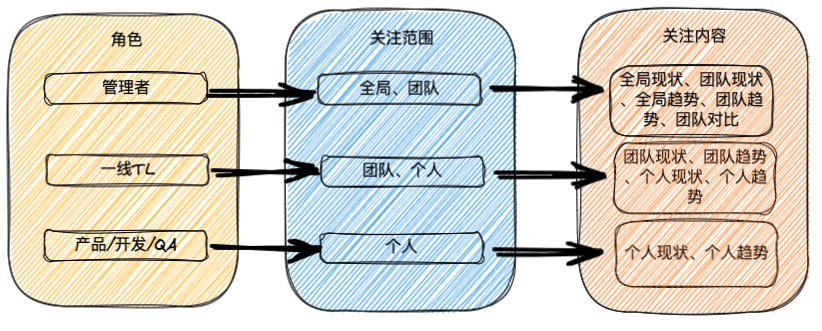 角色
管理者
一线TL
产品/开发/QA
关注范围
全局、团队
团队、个人
个人
关注内容
全局现状、团队现状
、全局趋势、团队趋
势、团队对比
团队现状、团队趋势
、个人现状、个人趋
势
个人现状、个人趋势